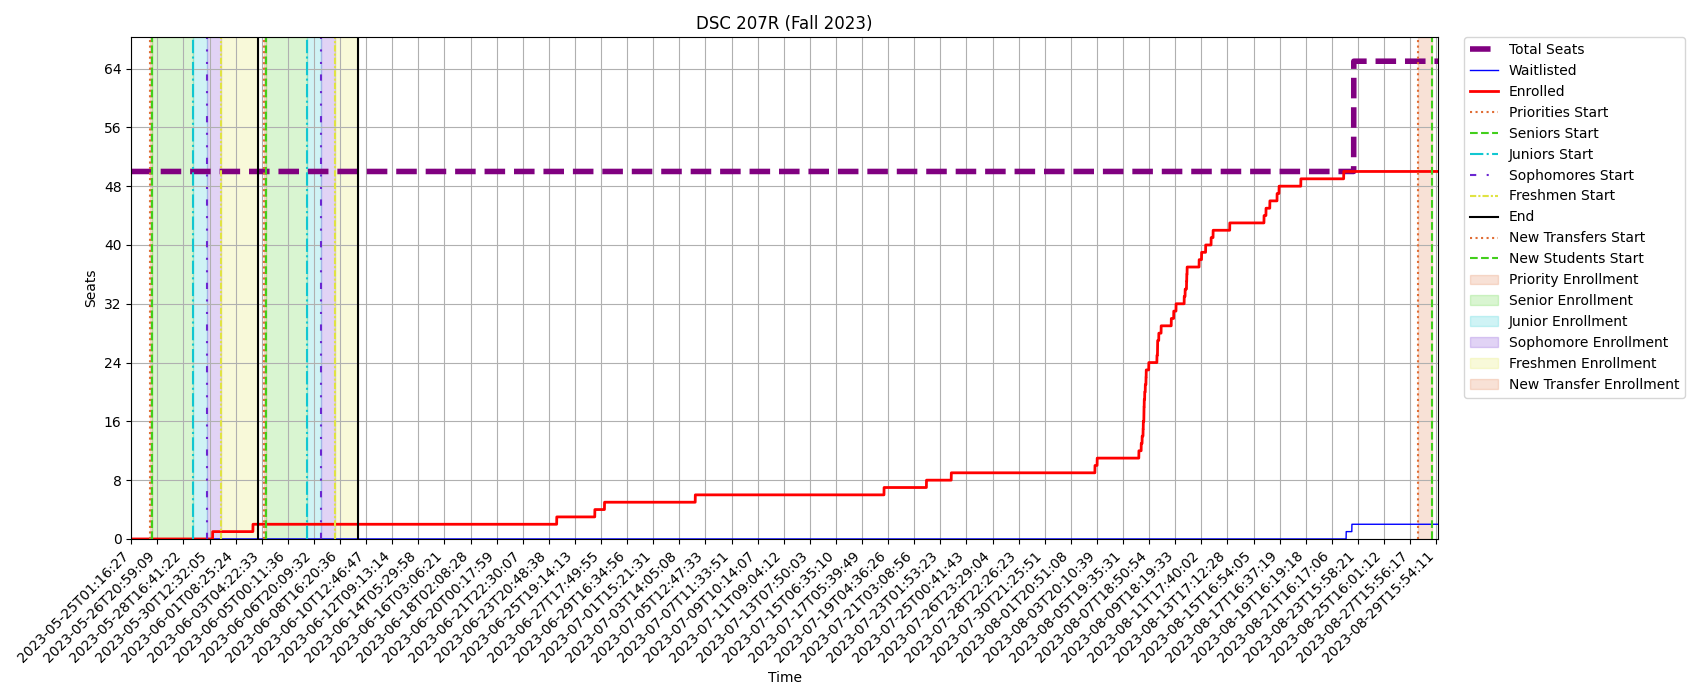 DSC 207R (Fall 2023)
Seats
64
56
48
40
32
24
16
8
0
2023-05-25T01:16:27
2023-05-26T20:59:09
2023-05-28T16:41:22
2023-05-30T12:32:05
2023-06-01T08:25:24
2023-06-03T04:22:33
2023-06-05T00:11:36
2023-06-06T20:09:32
2023-06-08T16:20:36
2023-06-10T12:46:47
2023-06-12T09:13:14
2023-06-14T05:29:58
2023-06-16T03:06:21
2023-06-18T02:08:28
2023-06-20T00:17:59
2023-06-21T22:30:07
2023-06-23T20:48:38
2023-06-25T19:14:13
2023-06-27T17:49:55
2023-06-29T16:34:56
2023-07-01T15:21:31
2023-07-03T14:05:08
2023-07-05T12:47:33
2023-07-07T11:33:51
2023-07-09T10:14:07
2023-07-11T09:04:12
2023-07-13T07:50:03
2023-07-15T06:35:10
2023-07-17T05:39:49
2023-07-19T04:36:26
2023-07-21T03:08:56
2023-07-23T01:53:23
2023-07-25T00:41:43
2023-07-26T23:29:04
2023-07-28T22:26:23
2023-07-30T21:25:51
2023-08-01T20:51:08
2023-08-03T20:10:39
2023-08-05T19:35:31
2023-08-07T18:50:54
2023-08-09T18:19:33
2023-08-11T17:40:02
2023-08-13T17:12:28
2023-08-15T16:54:05
2023-08-17T16:37:19
2023-08-19T16:19:18
2023-08-21T16:17:06
2023-08-23T15:58:21
2023-08-25T16:01:12
2023-08-27T15:56:17
2023-08-29T15:54:11
Time
Total Seats
Waitlisted
Enrolled
Priorities Start
Seniors Start
Juniors Start
Sophomores Start
Freshmen Start
End
New Transfers Start
New Students Start
Priority Enrollment
Senior Enrollment
Junior Enrollment
Sophomore Enrollment
Freshmen Enrollment
New Transfer Enrollment